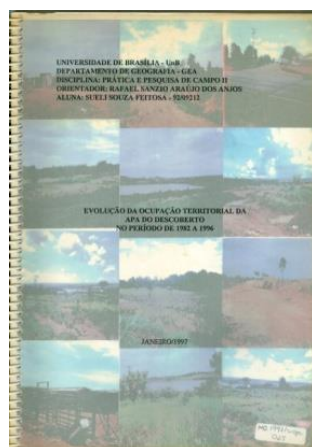 UNIVERSIDADE DE BRASÍLIA - UnB
DEPARTAMENTO DE GEOGRAFIA - GEA
DISCIPLINA: PRÁTICA E PESQUISA DE CAMPO II
ORIENTADOR: RAFAEL SANZIO ARAÚJO DOS ANJOS
ALUNA: SUELI SOUZA FEITOSA - 92/09212
EVOLUÇÃO DA OCUPAÇÃO TERRITORIAL DA
APA DO DESCOBERTO
NO PERÍODO DE 1982 A 1996
JANEIRO/1997